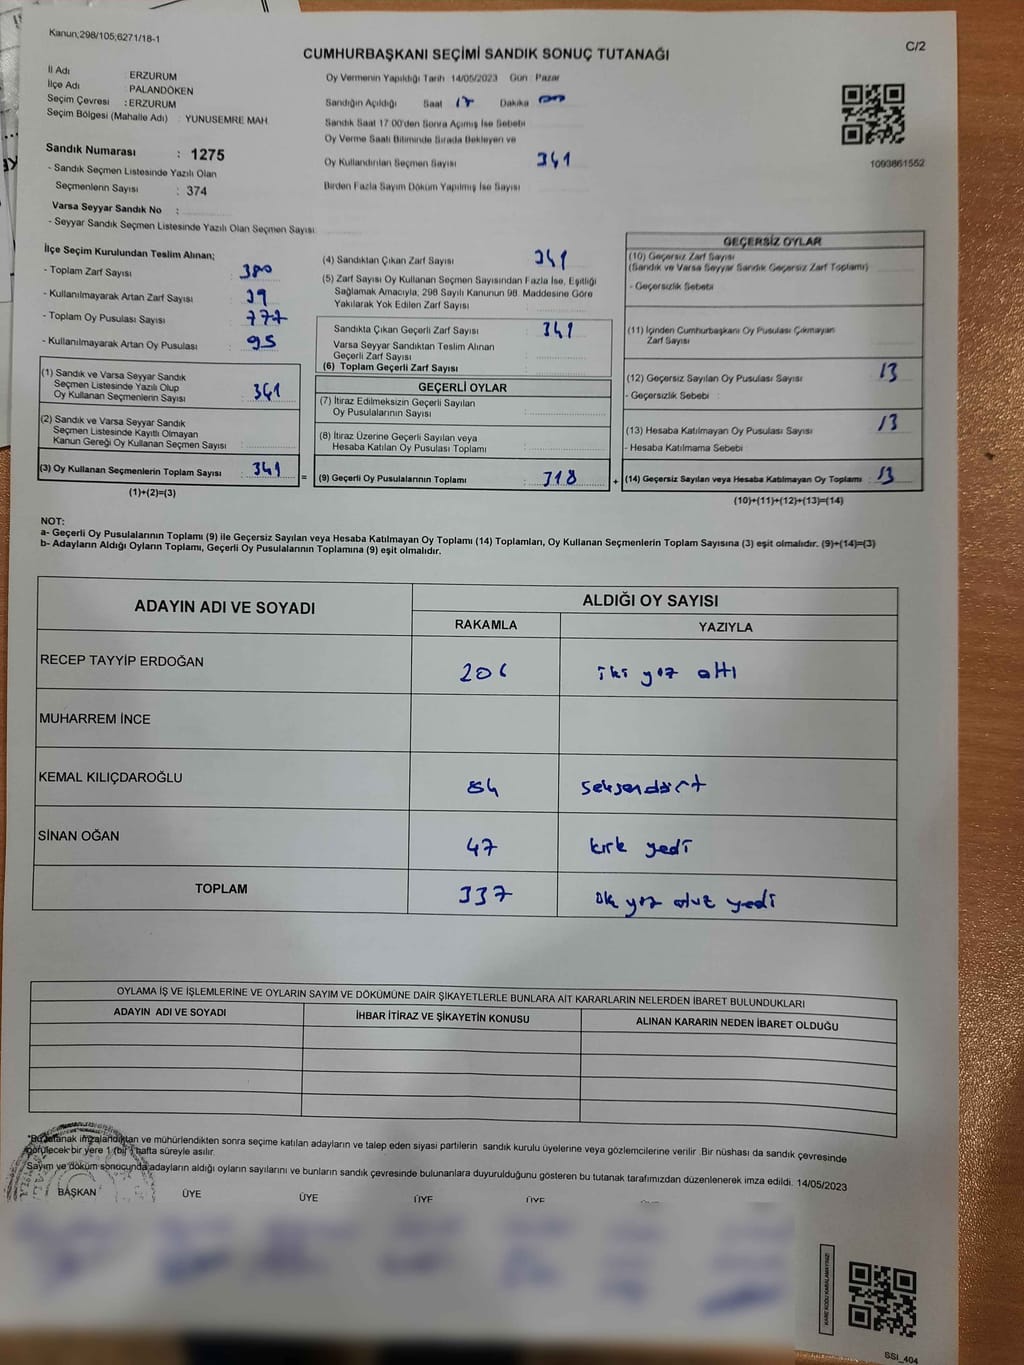 Kanun;298/105;6271/18-1
C/2
CUMHURBAŞKANI SEÇİMİ SANDIK SONUÇ TUTANAĞI
İl Adı : ERZURUM
İlçe Adı : PALANDÖKEN
Seçim Çevresi : ERZURUM
Seçim Bölgesi (Mahalle Adı) : YUNUSEMRE MAH.
Sandık Numarası : 1275
- Sandık Seçmen Listesinde Yazılı Olan
Seçmenlerin Sayısı : 374
Varsa Seyyar Sandık No :
- Seyyar Sandık Seçmen Listesinde Yazılı Olan Seçmen Sayısı:
Oy Vermenin Yapıldığı Tarih : 14/05/2023 Gün : Pazar
Sandığın Açıldığı Saat 17 Dakika 00
Sandık Saat 17:00'den Sonra Açımış İse Sebebi
Oy Verme Saati Bitiminde Sırada Bekleyen ve
Oy Kullandırılan Seçmen Sayısı 341
Birden Fazla Sayım Döküm Yapılmış İse Sayısı
1093861552
İlçe Seçim Kurulundan Teslim Alınan;
- Toplam Zarf Sayısı : 380
- Kullanılmayarak Artan Zarf Sayısı : 39
- Toplam Oy Pusulası Sayısı : 777
- Kullanılmayarak Artan Oy Pusulası : 95
(1) Sandık ve Varsa Seyyar Sandık
Seçmen Listesinde Yazılı Olup
Oy Kullanan Seçmenlerin Sayısı : 341
(2) Sandık ve Varsa Seyyar Sandık
Seçmen Listesinde Kayıtlı Olmayan
Kanun Gereği Oy Kullanan Seçmen Sayısı :
(3) Oy Kullanan Seçmenlerin Toplam Sayısı : 341
(1)+(2)=(3)
=
(4) Sandıktan Çıkan Zarf Sayısı : 341
(5) Zarf Sayısı Oy Kullanan Seçmen Sayısından Fazla İse, Eşitliği
Sağlamak Amacıyla; 298 Sayılı Kanunun 98. Maddesine Göre
Yakılarak Yok Edilen Zarf Sayısı :
Sandıkta Çıkan Geçerli Zarf Sayısı : 341
Varsa Seyyar Sandıktan Teslim Alınan
Geçerli Zarf Sayısı :
(6) Toplam Geçerli Zarf Sayısı :
GEÇERLİ OYLAR
(7) İtiraz Edilmeksizin Geçerli Sayılan
Oy Pusulalarının Sayısı :
(8) İtiraz Üzerine Geçerli Sayılan veya
Hesaba Katılan Oy Pusulası Toplamı :
(9) Geçerli Oy Pusulalarının Toplamı : 318
+
GEÇERSİZ OYLAR
(10) Geçersiz Zarf Sayısı
(Sandık ve Varsa Seyyar Sandık Geçersiz Zarf Toplamı)
- Geçersizlik Sebebi :
(11) İçinden Cumhurbaşkanı Oy Pusulası Çıkmayan
Zarf Sayısı :
(12) Geçersiz Sayılan Oy Pusulası Sayısı : 13
- Geçersizlik Sebebi :
(13) Hesaba Katılmayan Oy Pusulası Sayısı : 13
- Hesaba Katılmama Sebebi :
(14) Geçersiz Sayılan veya Hesaba Katılmayan Oy Toplamı : 13
(10)+(11)+(12)+(13)=(14)
NOT:
a- Geçerli Oy Pusulalarının Toplamı (9) ile Geçersiz Sayılan veya Hesaba Katılmayan Oy Toplamı (14) Toplamları, Oy Kullanan Seçmenlerin Toplam Sayısına (3) eşit olmalıdır. (9)+(14)=(3)
b- Adayların Aldığı Oyların Toplamı, Geçerli Oy Pusulalarının Toplamına (9) eşit olmalıdır.
ADAYIN ADI VE SOYADI ALDIĞI OY SAYISI
RAKAMLA YAZIYLA
RECEP TAYYİP ERDOĞAN 206 iki yüz altı
MUHARREM İNCE
KEMAL KILIÇDAROĞLU 84 seksendört
SİNAN OĞAN 47 kırk yedi
TOPLAM 337 yüz otuz yedi
OYLAMA İŞ VE İŞLEMLERİNE VE OYLARIN SAYIM VE DÖKÜMÜNE DAİR ŞİKAYETLERLE BUNLARA AİT KARARLARIN NELERDEN İBARET BULUNDUKLARI
ADAYIN ADI VE SOYADI İHBAR İTİRAZ VE ŞİKAYETİN KONUSU ALINAN KARARIN NEDEN İBARET OLDUĞU
*Bu tutanak imzalandıktan ve mühürlendikten sonra seçime katılan adayların ve talep eden siyasi partilerin sandık kurulu üyelerine veya gözlemcilerine verilir. Bir nüshası da sandık çevresinde
görülecek bir yere 1 (bir) hafta süreyle asılır.
Sayım ve döküm sonucunda adayların aldığı oyların sayılarını ve bunların sandık çevresinde bulunanlara duyurulduğunu gösteren bu tutanak tarafımızdan düzenlenerek imza edildi. 14/05/2023
BAŞKAN ÜYE ÜYE ÜYE ÜYE
SSI_404